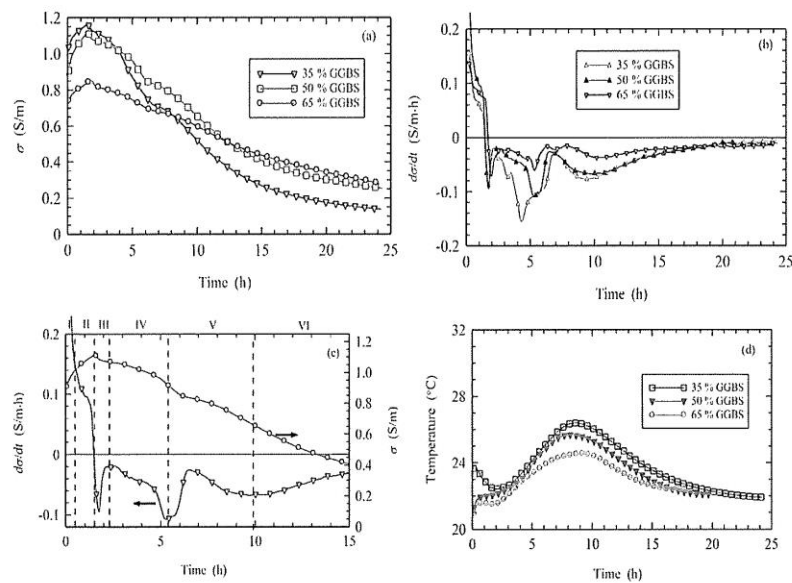 (a)
1.2
1.0
0.8
0.6
0.4
0.2
0
σ (S/m)
35 % GGBS
50 % GGBS
65 % GGBS
0 5 10 15 20 25
Time (h)
(b)
0.2
0.1
0
-0.1
-0.2
dσ/dt (S/m·h)
35 % GGBS
50 % GGBS
65 % GGBS
0 5 10 15 20 25
Time (h)
I II III IV V VI
(c)
0.2
0.1
0
-0.1
dσ/dt (S/m·h)
1.2
1.0
0.8
0.6
0.4
0.2
0
σ (S/m)
0 5 10 15
Time (h)
(d)
32
28
24
22
Temperature (°C)
35 % GGBS
50 % GGBS
65 % GGBS
0 5 10 15 20 25
Time (h)